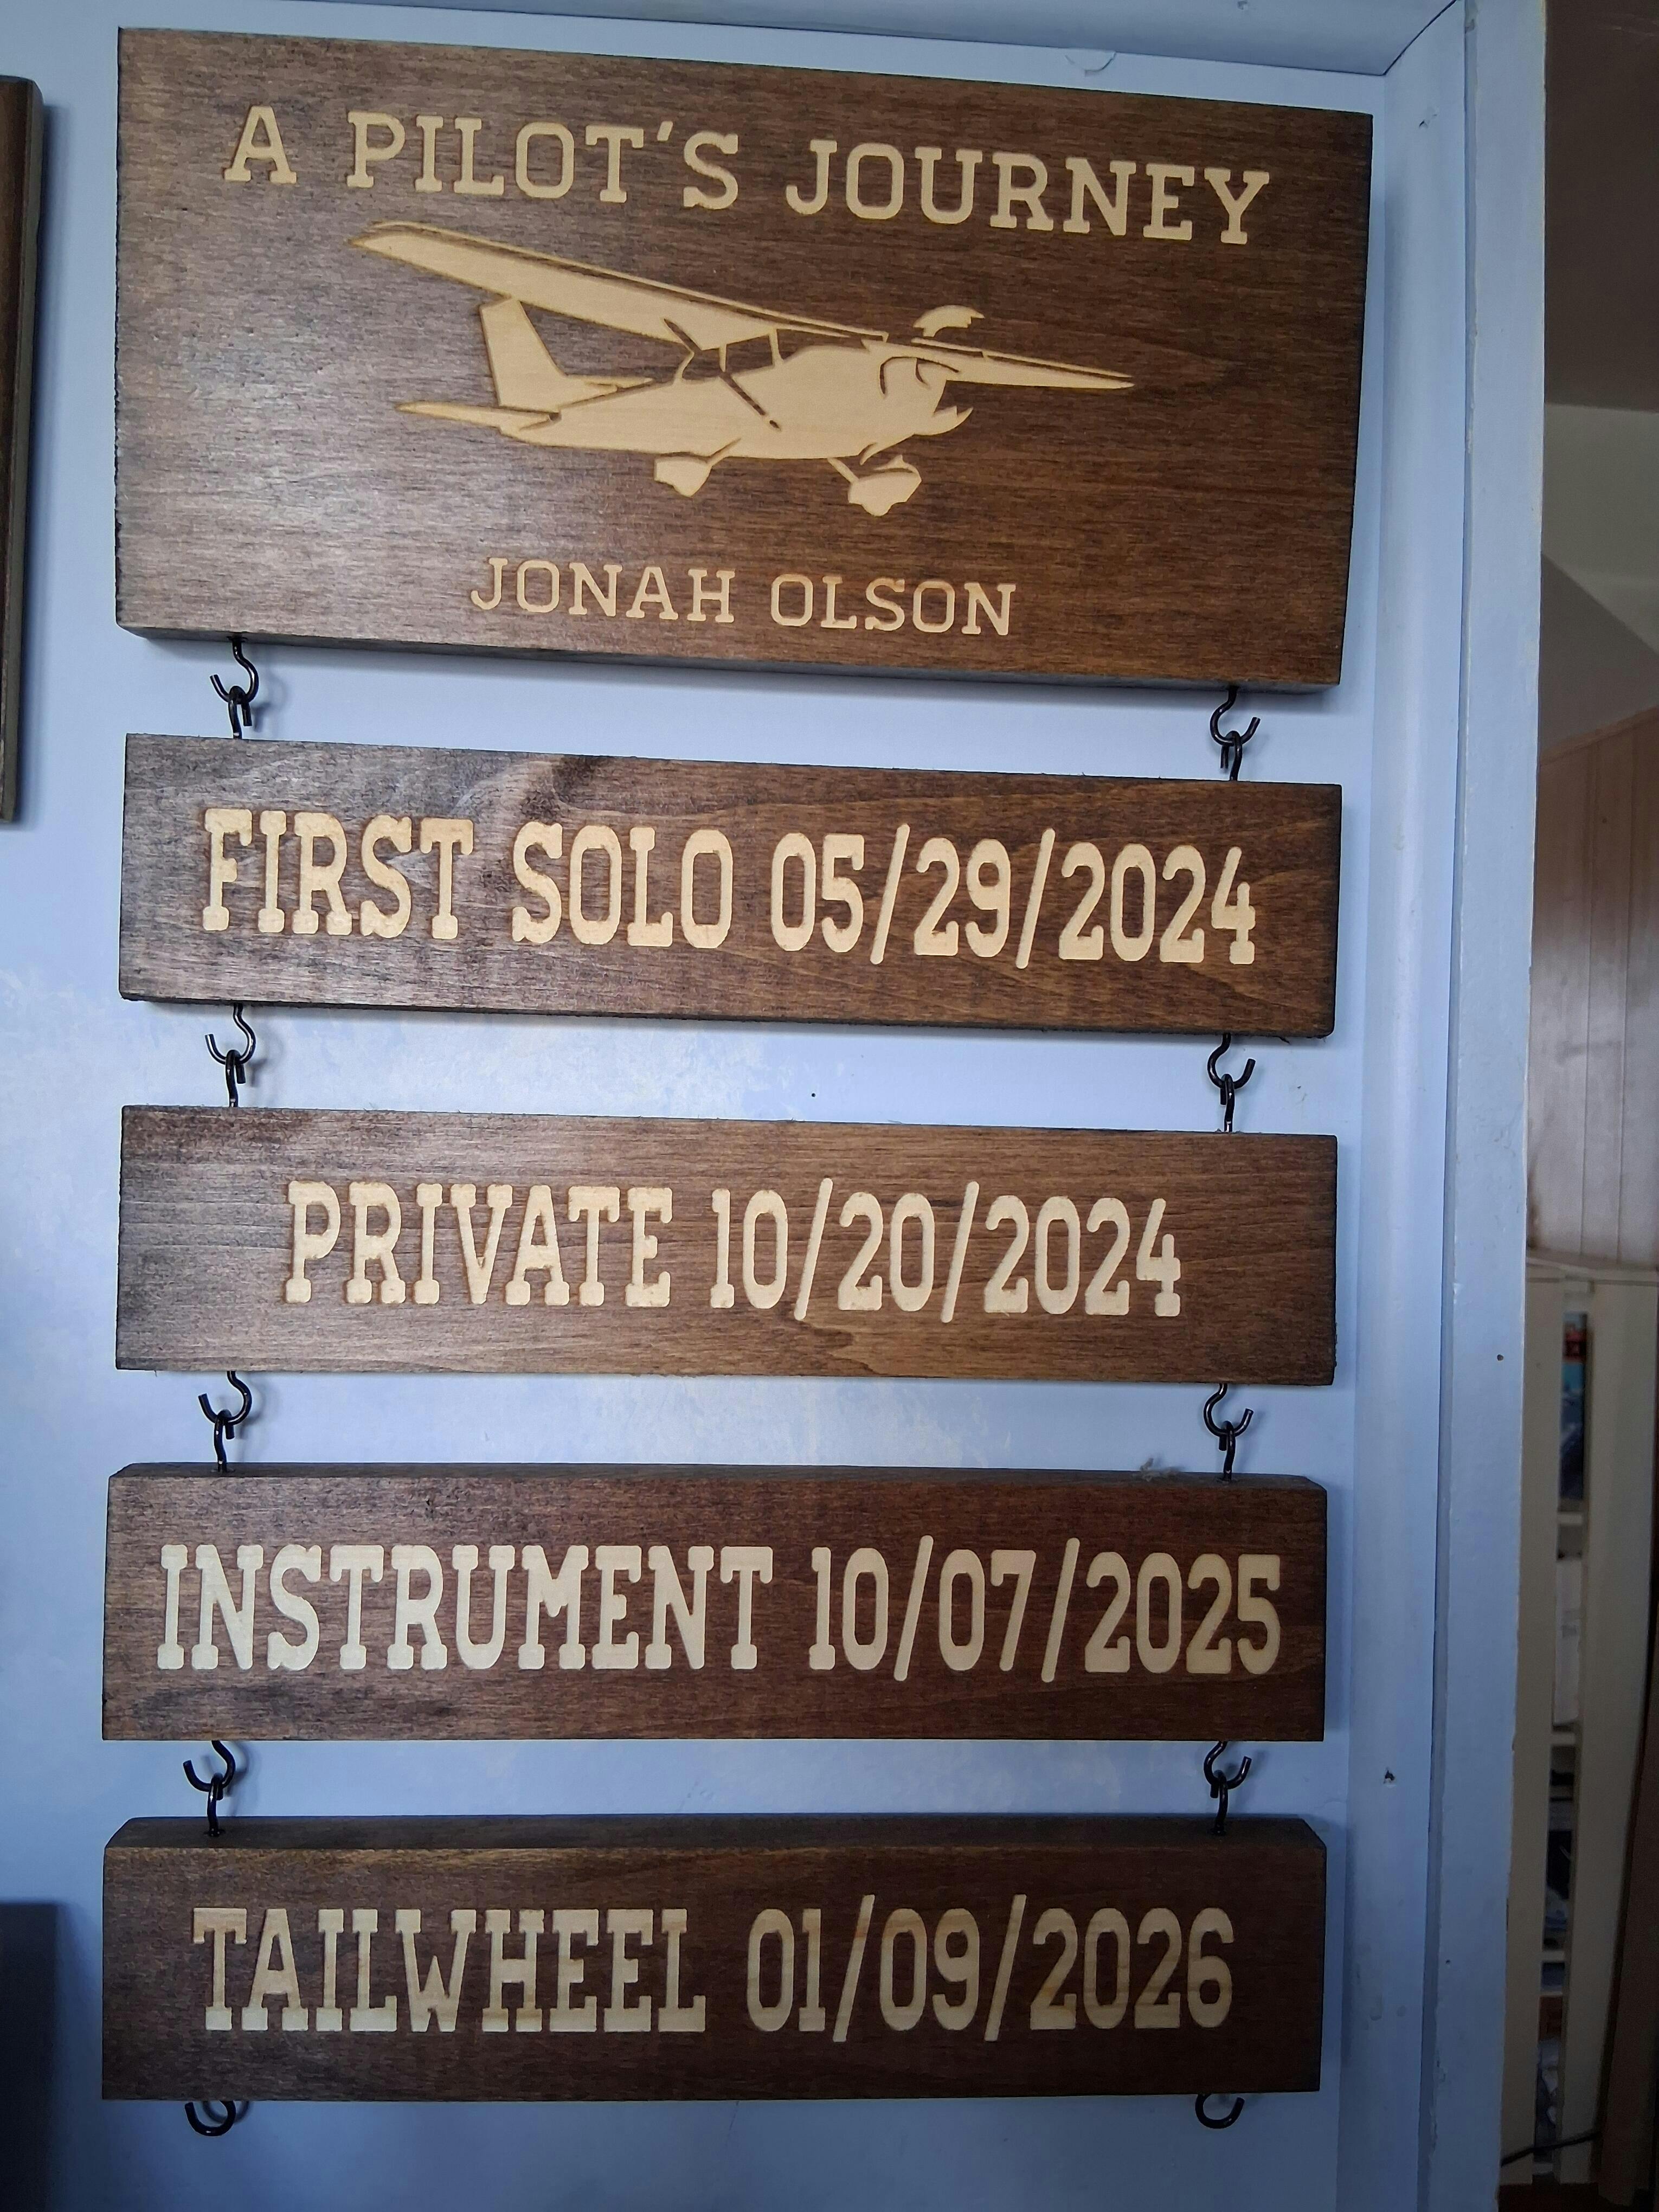 A PILOT'S JOURNEY
JONAH OLSON
FIRST SOLO 05/29/2024
PRIVATE 10/20/2024
INSTRUMENT 10/07/2025
TAILWHEEL 01/09/2026